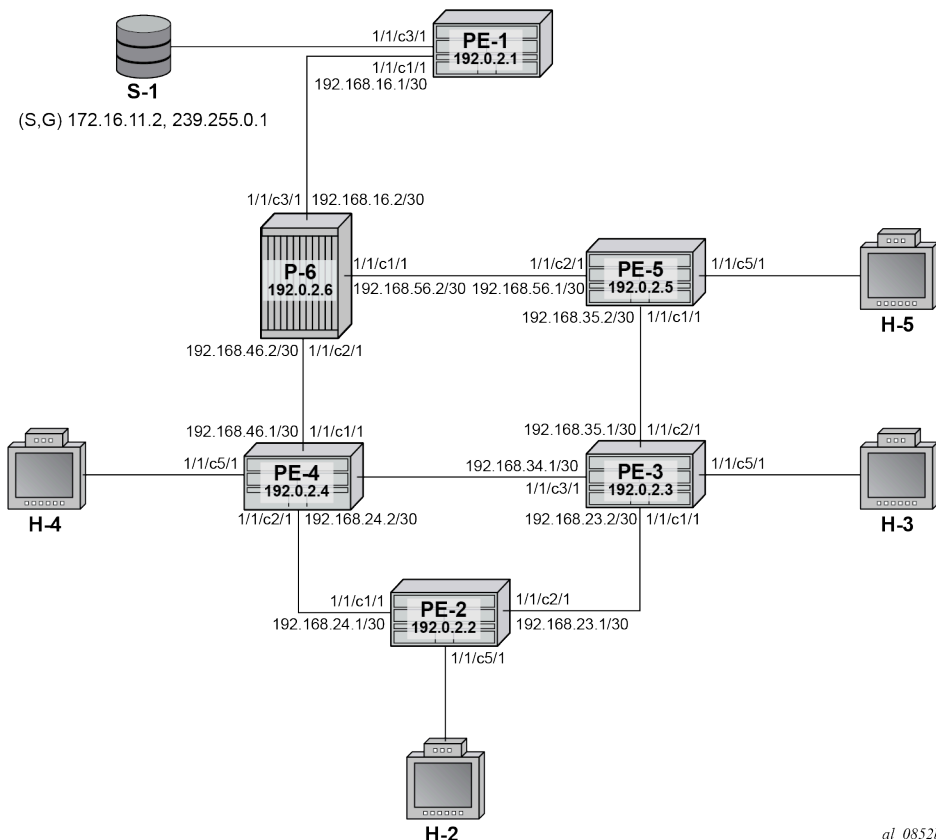 1/1/c3/1
PE-1
192.0.2.1
1/1/c1/1
192.168.16.1/30
S-1
(S,G) 172.16.11.2, 239.255.0.1
1/1/c3/1
192.168.16.2/30
P-6
192.0.2.6
1/1/c1/1
192.168.56.2/30
1/1/c2/1
192.168.56.1/30
PE-5
192.0.2.5
1/1/c5/1
H-5
192.168.35.2/30
1/1/c1/1
192.168.46.2/30
1/1/c2/1
192.168.46.1/30
1/1/c1/1
192.168.35.1/30
1/1/c2/1
1/1/c5/1
PE-4
192.0.2.4
192.168.34.1/30
1/1/c3/1
PE-3
192.0.2.3
1/1/c5/1
H-4
1/1/c2/1
192.168.24.2/30
192.168.23.2/30
1/1/c1/1
H-3
1/1/c1/1
192.168.24.1/30
PE-2
192.0.2.2
1/1/c2/1
192.168.23.1/30
1/1/c5/1
H-2